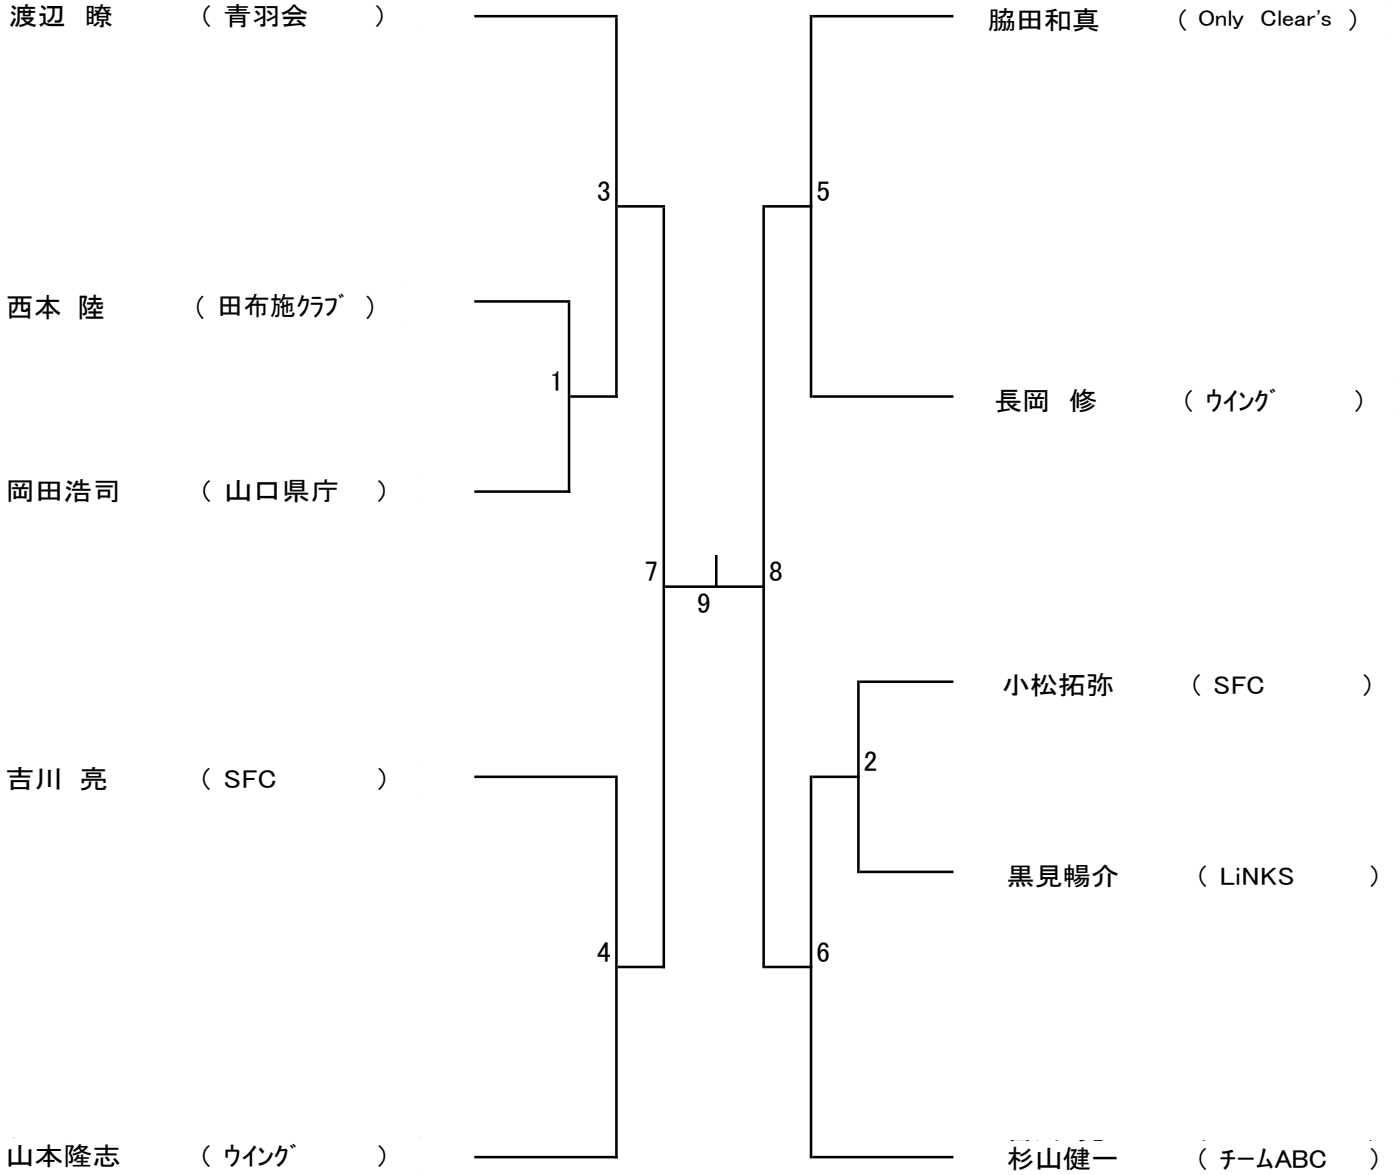 渡辺 瞭 ( 青羽会 )
3
西本 陸 ( 田布施ｸﾗﾌﾞ )
1
岡田浩司 ( 山口県庁 )
7
9
吉川 亮 ( SFC )
4
山本隆志 ( ｳｲﾝｸﾞ )
脇田和真 ( Only Clear's )
5
長岡 修 ( ｳｲﾝｸﾞ )
8
小松拓弥 ( SFC )
2
黒見暢介 ( LiNKS )
6
杉山健一 ( ﾁｰﾑABC )